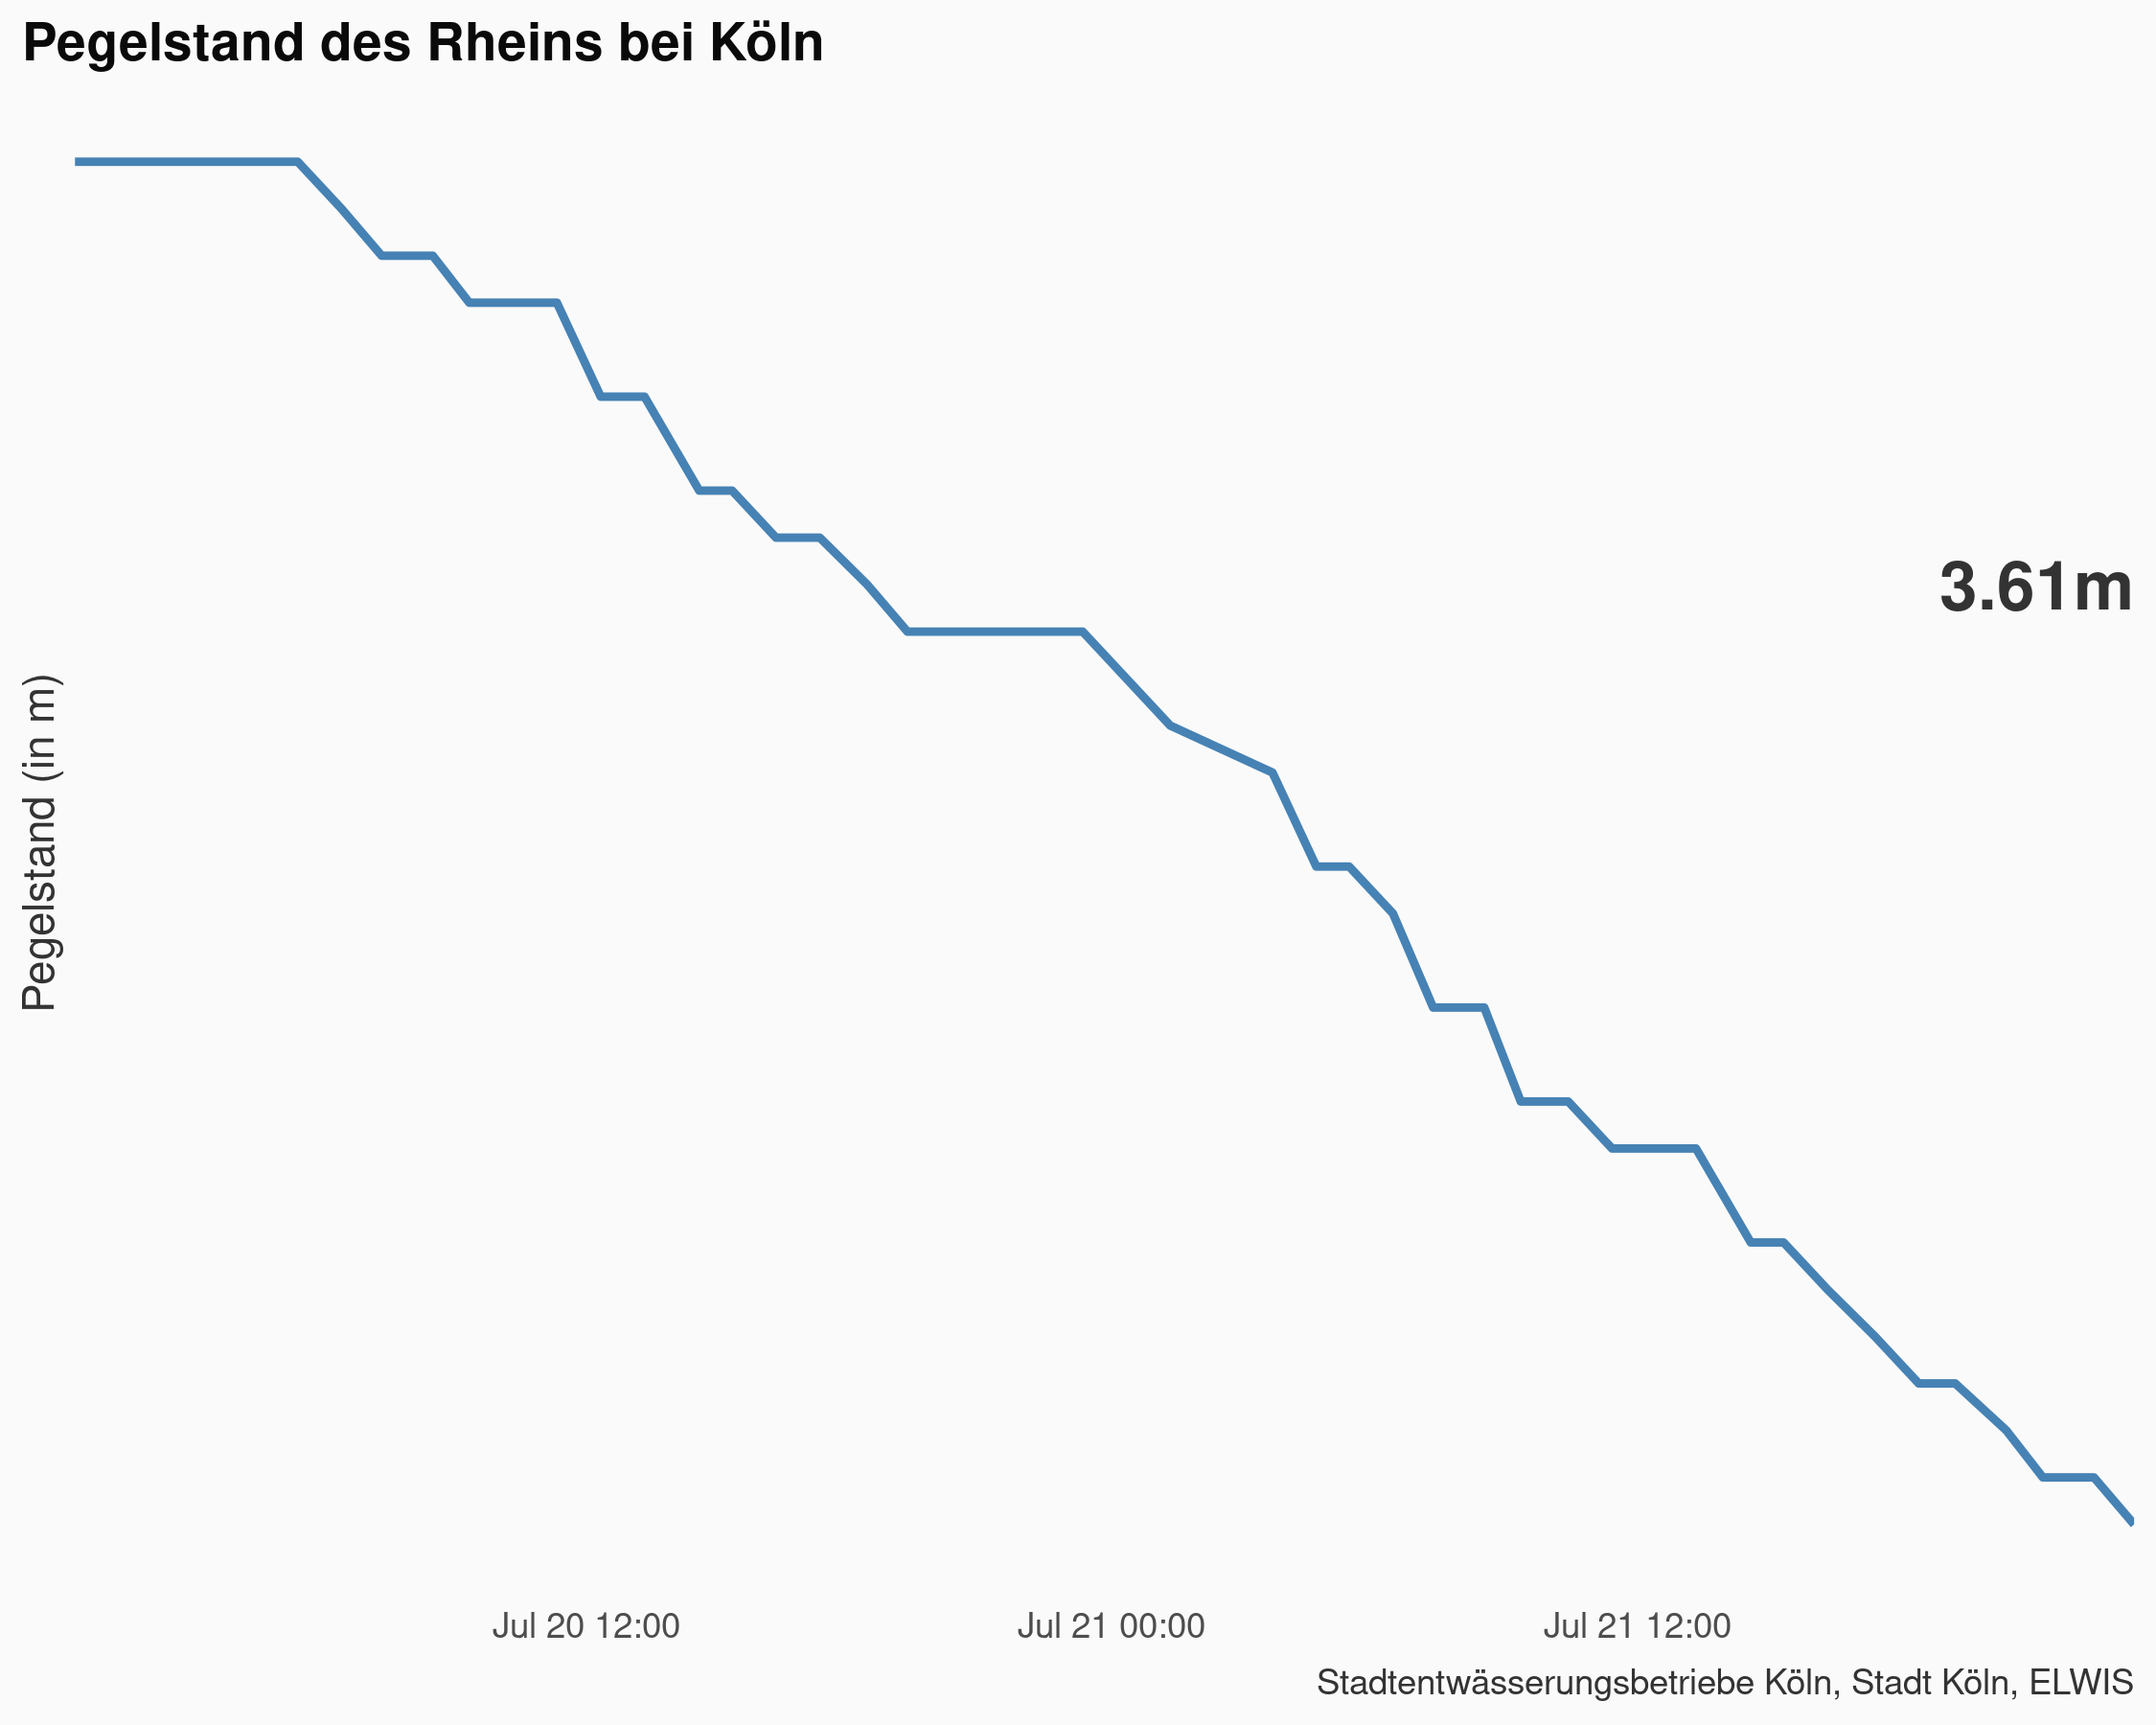 Pegelstand des Rheins bei Köln
3.61m
Pegelstand (in m)
Jul 20 12:00
Jul 21 00:00
Jul 21 12:00
Stadtentwässerungsbetriebe Köln, Stadt Köln, ELWIS